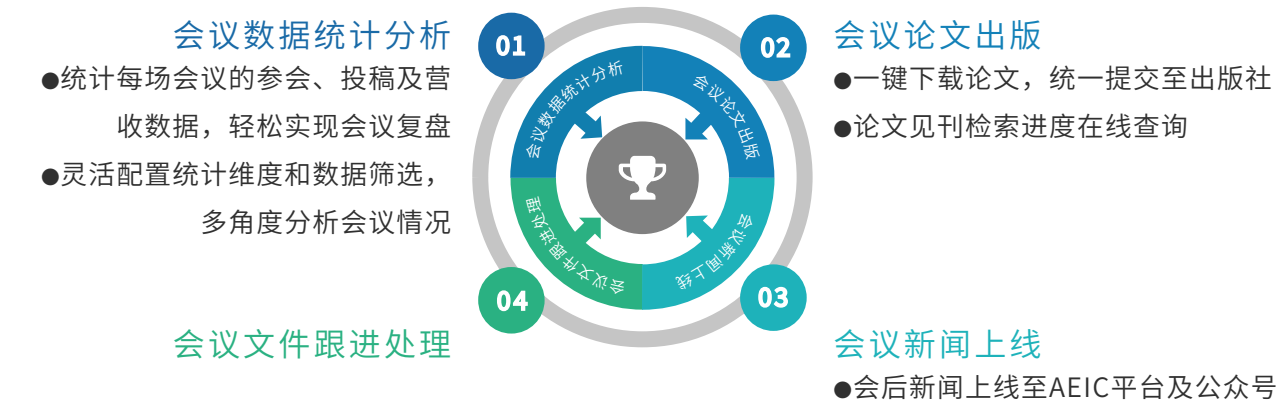 会议数据统计分析
●统计每场会议的参会、投稿及营
收数据，轻松实现会议复盘
●灵活配置统计维度和数据筛选，
多角度分析会议情况
01
02
会议论文出版
●一键下载论文，统一提交至出版社
●论文见刊检索进度在线查询
会议数据统计分析
会议论文出版
会议文件跟进处理
会议新闻上线
04
03
会议文件跟进处理
会议新闻上线
●会后新闻上线至AEIC平台及公众号